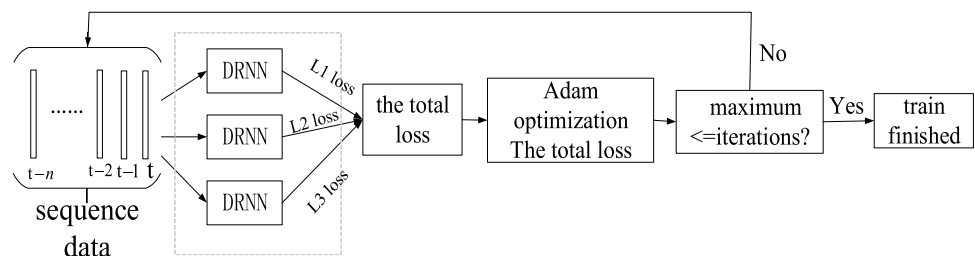 No
DRNN
L1 loss
the total
loss
Adam
optimization
The total loss
maximum
<=iterations?
Yes
train
finished
......
DRNN
L2 loss
t-n
t-2
t-1
t
DRNN
L3 loss
sequence
data